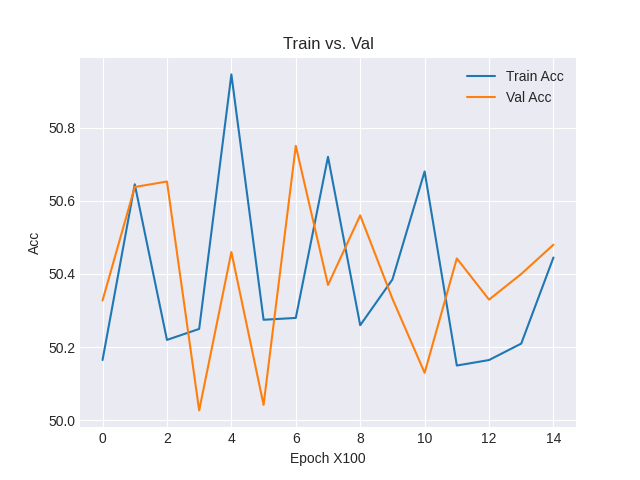 Train vs. Val
Train Acc
Val Acc
50.8
50.6
50.4
50.2
50.0
Acc
0 2 4 6 8 10 12 14
Epoch X100